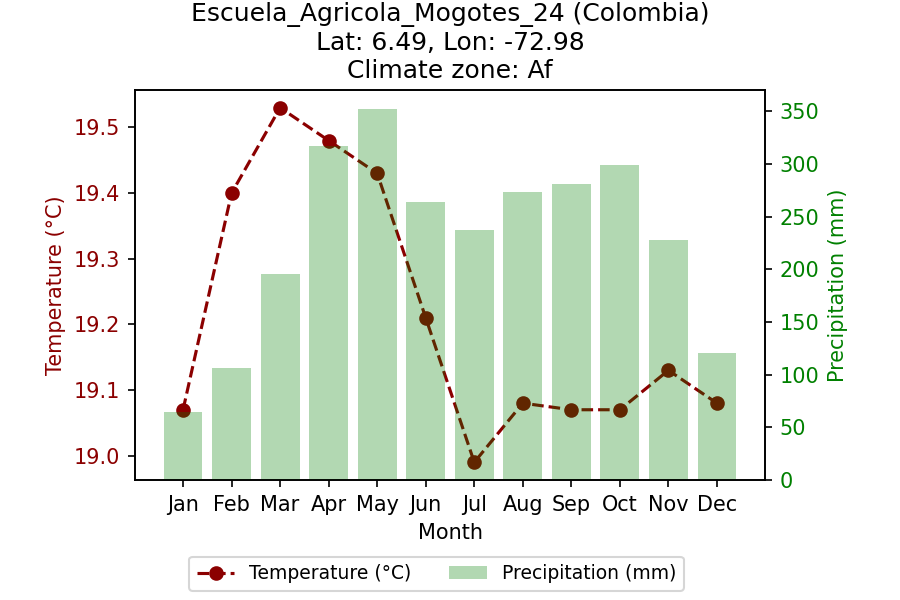 Escuela_Agricola_Mogotes_24 (Colombia)
Lat: 6.49, Lon: -72.98
Climate zone: Af
19.5
19.4
19.3
19.2
19.1
19.0
Temperature (°C)
350
300
250
200
150
100
50
0
Precipitation (mm)
Jan Feb Mar Apr May Jun Jul Aug Sep Oct Nov Dec
Month
Temperature (°C) Precipitation (mm)